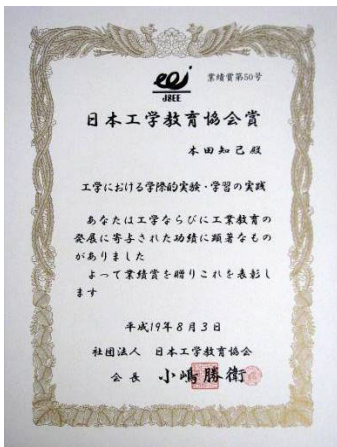 eei
JSEE
業績賞第50号
日本工学教育協会賞
本田知己殿
工学における学際的実験・学習の実践
あなたは工学ならびに工業教育の
発展に寄与された功績に顕著なもの
がありました
よって業績賞を贈りこれを表彰し
ます
平成19年8月3日
社団法人 日本工学教育協会
会長 小嶋勝衛